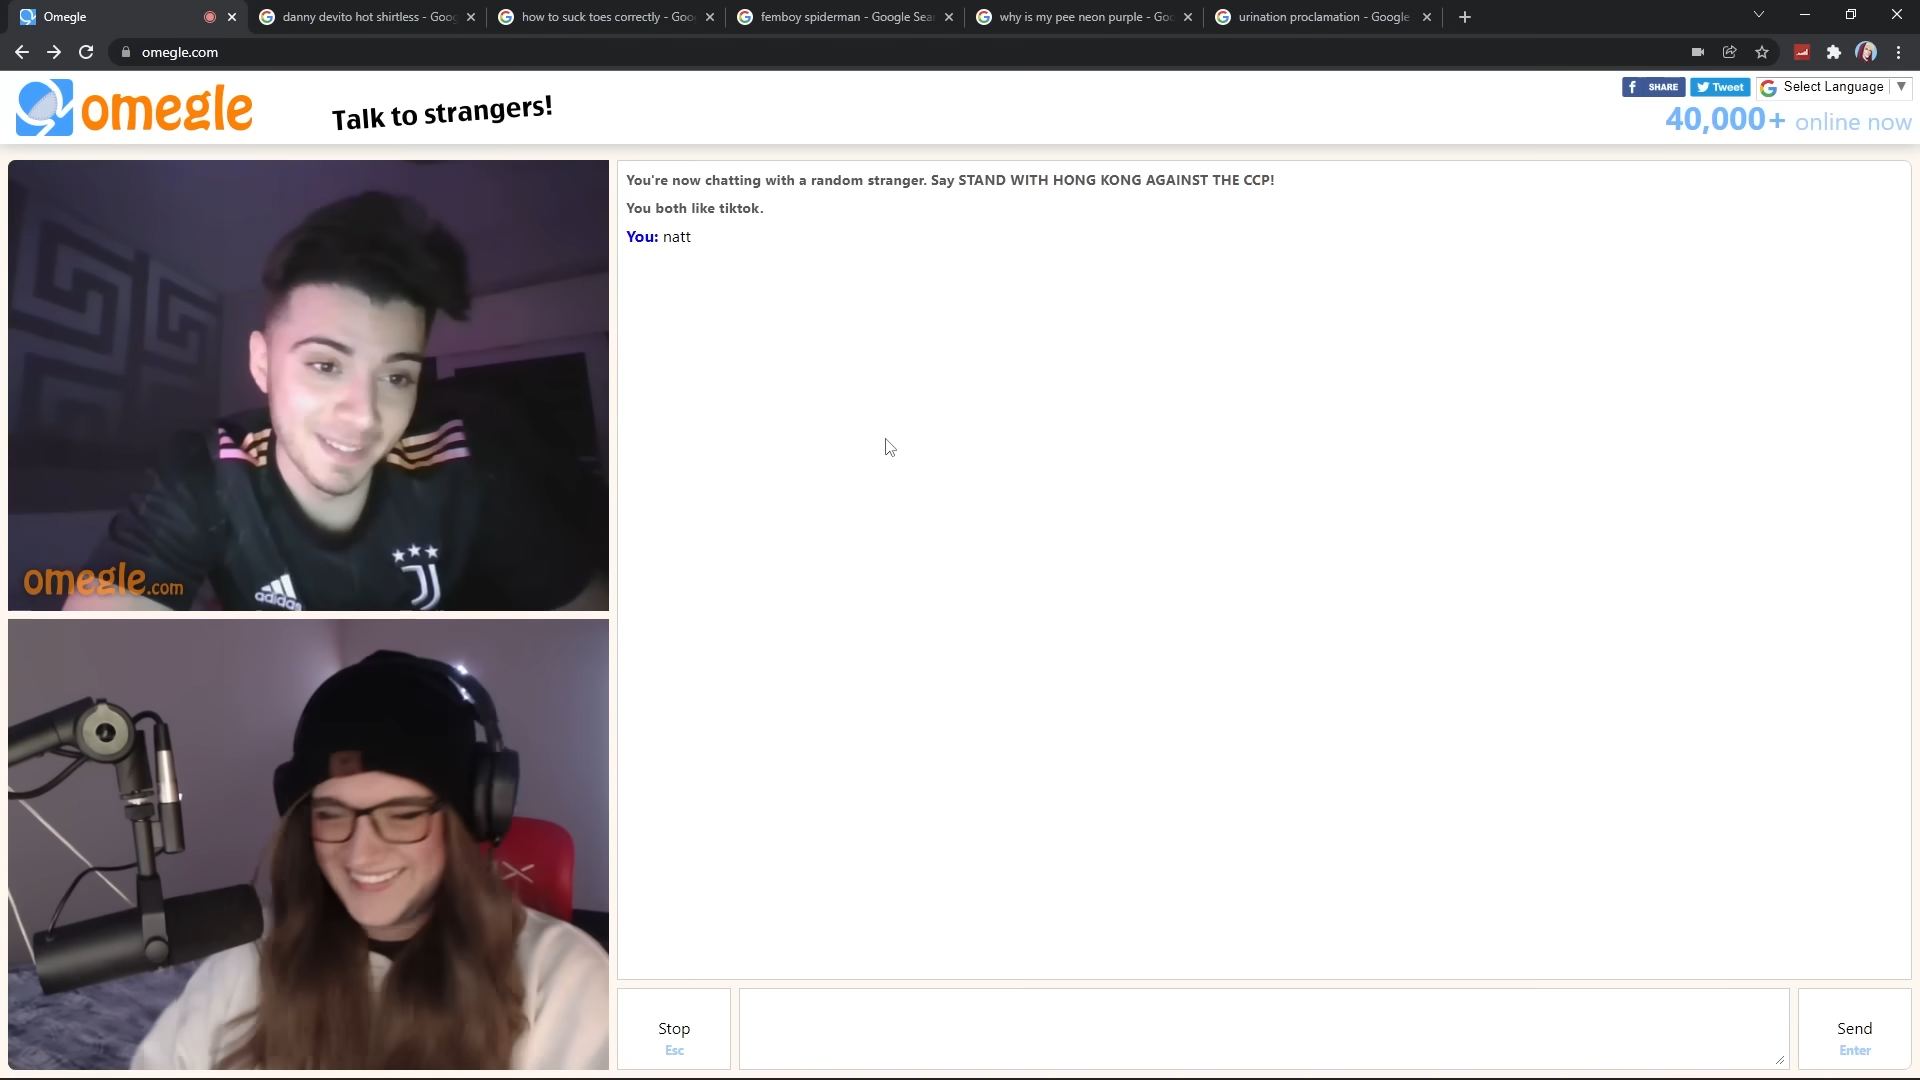 Omegle
danny devito hot shirtless - Goog
how to suck toes correctly - Goo
femboy spiderman - Google Sea
why is my pee neon purple - Goo
urination proclamation - Google
omegle.com
omegle
Talk to strangers!
SHARE
Tweet
Select Language
40,000+ online now
omegle.com
adidas
You're now chatting with a random stranger. Say STAND WITH HONG KONG AGAINST THE CCP!
You both like tiktok.
You: natt
Stop
Esc
Send
Enter